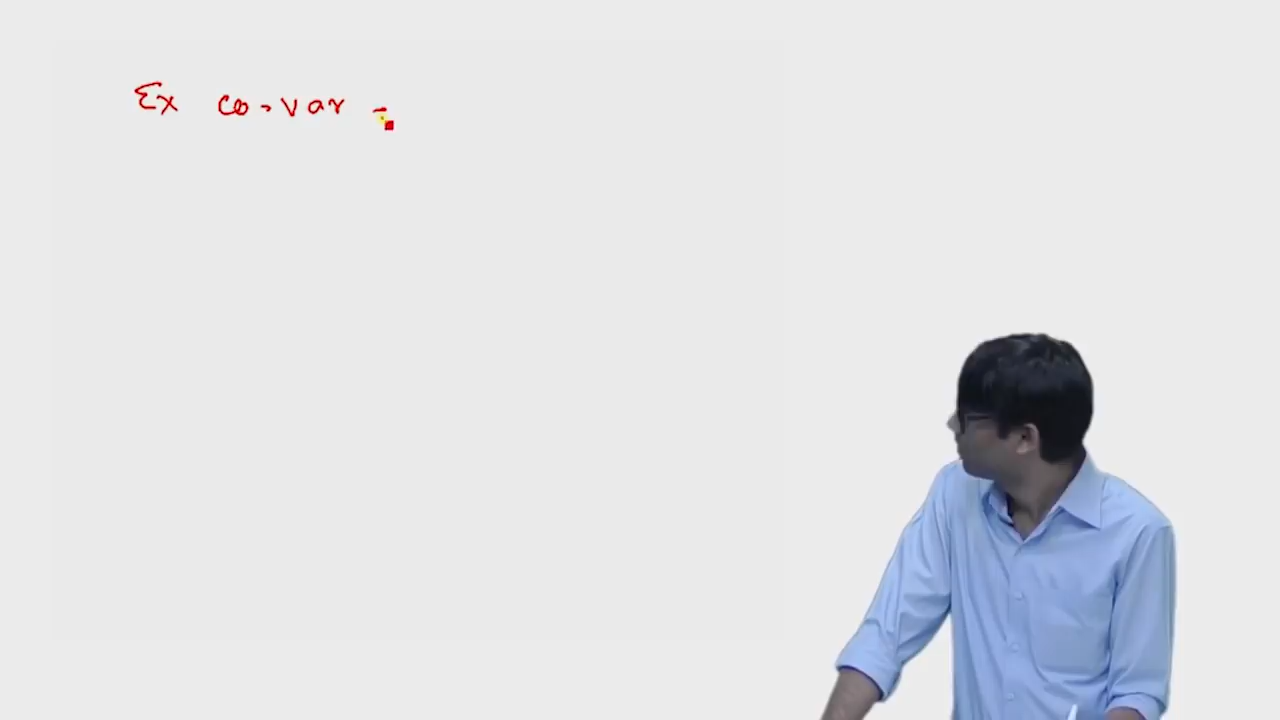 Ex co-var =